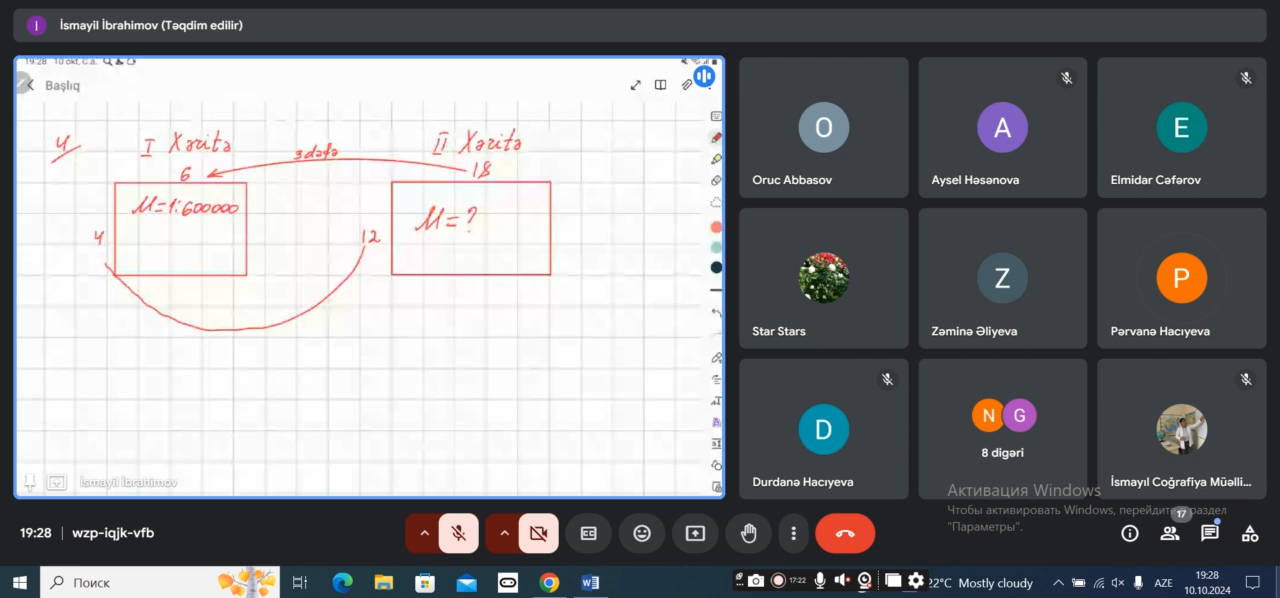 İsmayil İbrahimov (Təqdim edilir)
19:28 10 okt, C.a.
Başlıq
4
I Xəritə
3 dəfə
II Xəritə
6
18
M=1:600000
M=?
4
12
İsmayil İbrahimov
O
Oruc Abbasov
A
Aysel Həsənova
E
Elmidar Cəfərov
Star Stars
Z
Zəminə Əliyeva
P
Pərvanə Hacıyeva
D
Durdanə Hacıyeva
N G
8 digəri
İsmayıl Coğrafiya Müəlli...
Активация Windows
Чтобы активировать Windows, перейдите раздел
"Параметры".
19:28 | wzp-iqjk-vfb
17
Поиск
17:22
22°C Mostly cloudy
AZE
19:28
10.10.2024